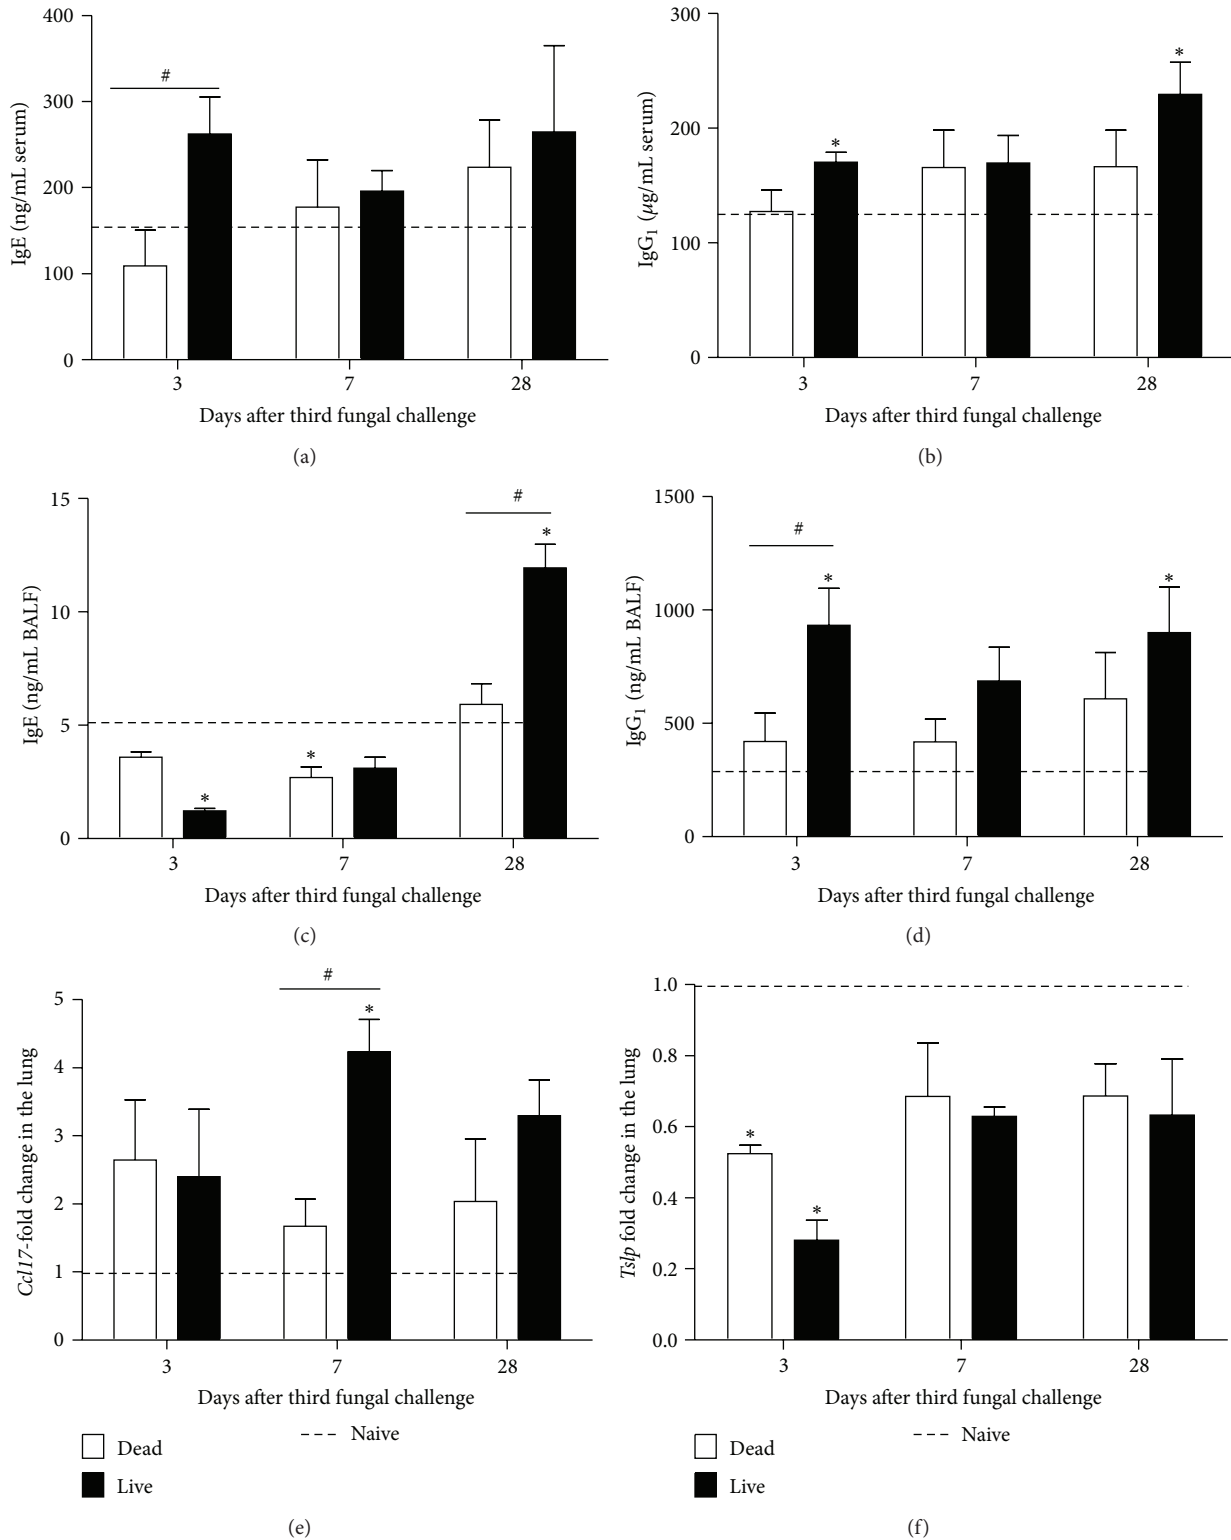 400
300
200
100
0
IgE (ng/mL serum)
#
3
7
28
Days after third fungal challenge
(a)
300
200
100
0
IgG1 (μg/mL serum)
*
*
3
7
28
Days after third fungal challenge
(b)
15
10
5
0
IgE (ng/mL BALF)
*
*
#
*
3
7
28
Days after third fungal challenge
(c)
1500
1000
500
0
IgG1 (ng/mL BALF)
#
*
*
3
7
28
Days after third fungal challenge
(d)
5
4
3
2
1
0
Ccl17-fold change in the lung
#
*
3
7
28
Days after third fungal challenge
Naive
Dead
Live
(e)
1.0
0.8
0.6
0.4
0.2
0.0
Tslp fold change in the lung
*
*
3
7
28
Days after third fungal challenge
Naive
Dead
Live
(f)